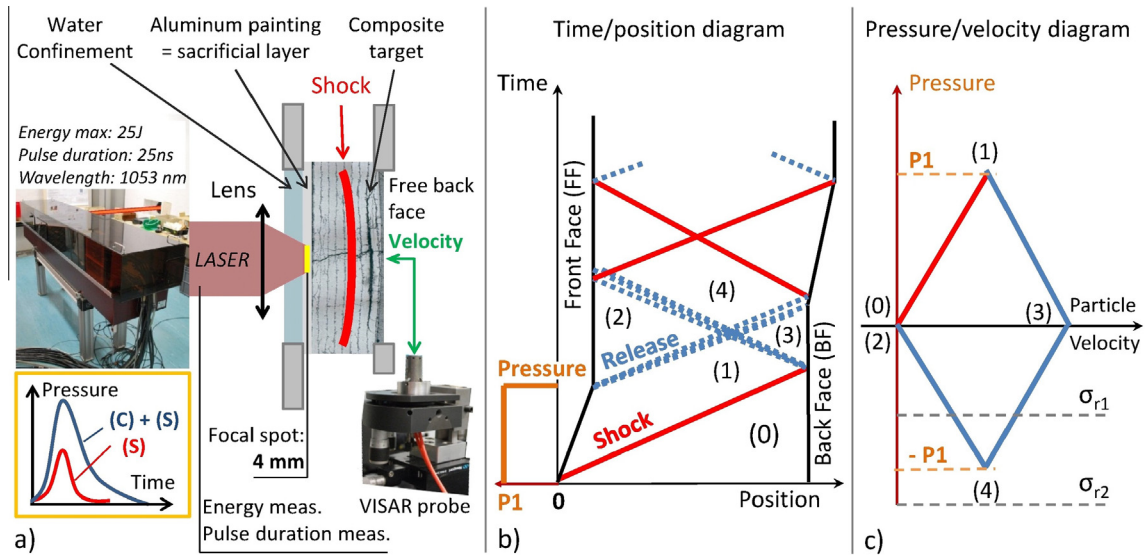 Water
Confinement
Aluminum painting
= sacrificial layer
Composite
target
Shock
Energy max: 25J
Pulse duration: 25ns
Wavelength: 1053 nm
Lens
LASER
Free back
face
Velocity
Pressure
(C) + (S)
(S)
Time
Focal spot:
4 mm
VISAR probe
Energy meas.
Pulse duration meas.
a)
Time/position diagram
Time
Front Face (FF)
Back Face (BF)
(4)
(2)
(3)
Release
(1)
Pressure
Shock
(0)
P1
0
Position
b)
Pressure/velocity diagram
Pressure
P1
(1)
(0)
(3)
Particle
(2)
Velocity
σr1
- P1
(4)
σr2
c)